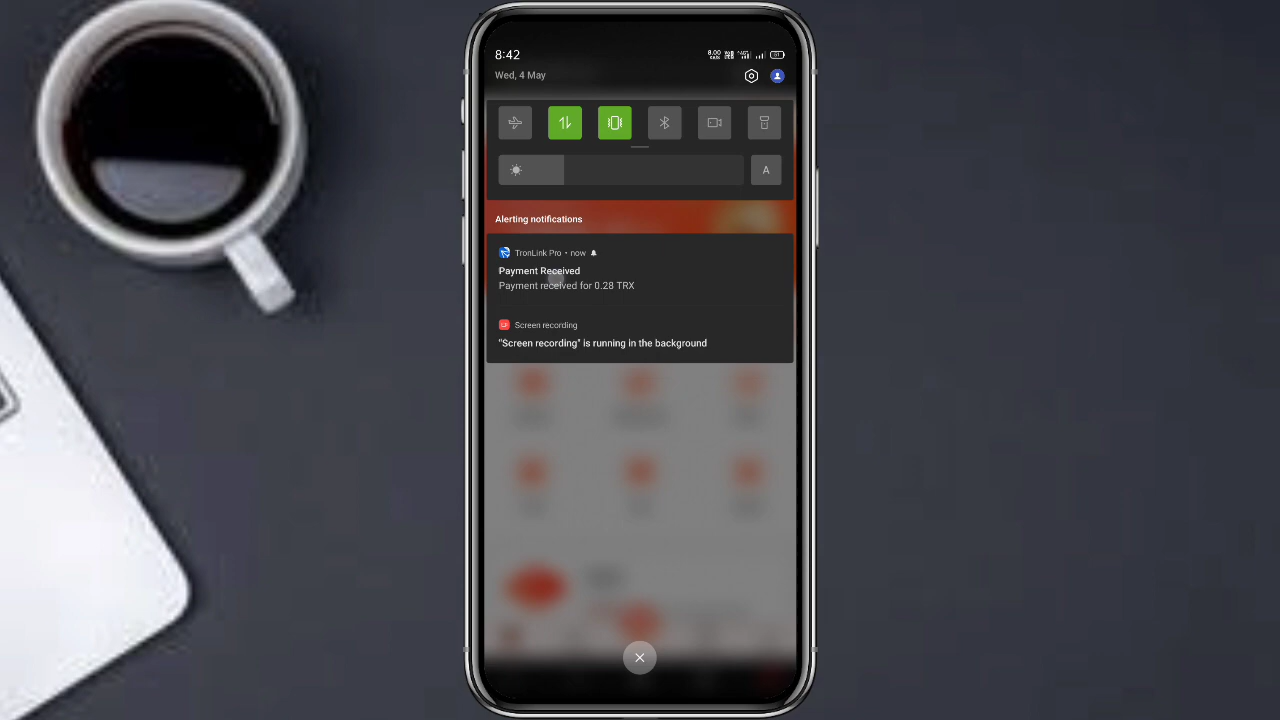 8:42
Wed, 4 May
A
Alerting notifications
TronLink Pro • now
Payment Received
Payment received for 0.28 TRX
Screen recording
"Screen recording" is running in the background